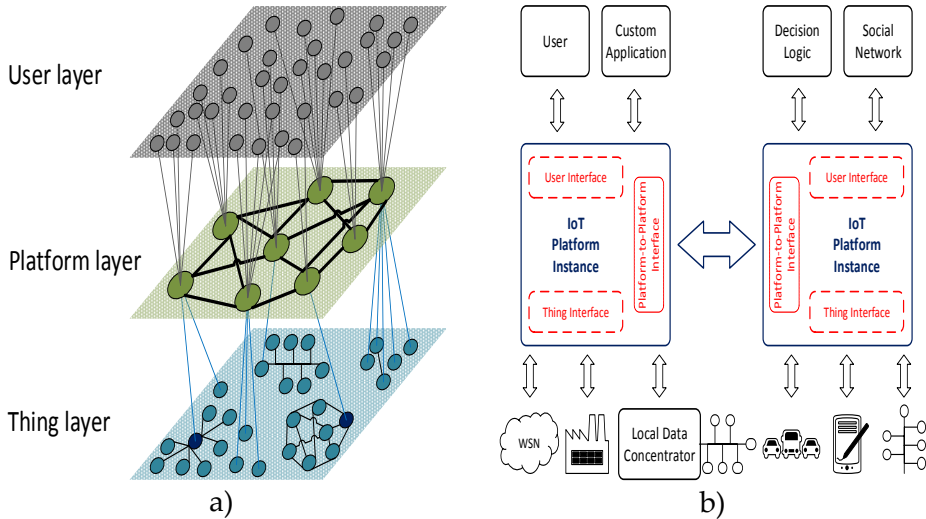 User layer
Platform layer
Thing layer
a)
User
Custom
Application
Decision
Logic
Social
Network
User Interface
IoT
Platform
Instance
Thing Interface
Platform-to-Platform
Interface
Platform-to-Platform
Interface
User Interface
IoT
Platform
Instance
Thing Interface
WSN
Local Data
Concentrator
b)